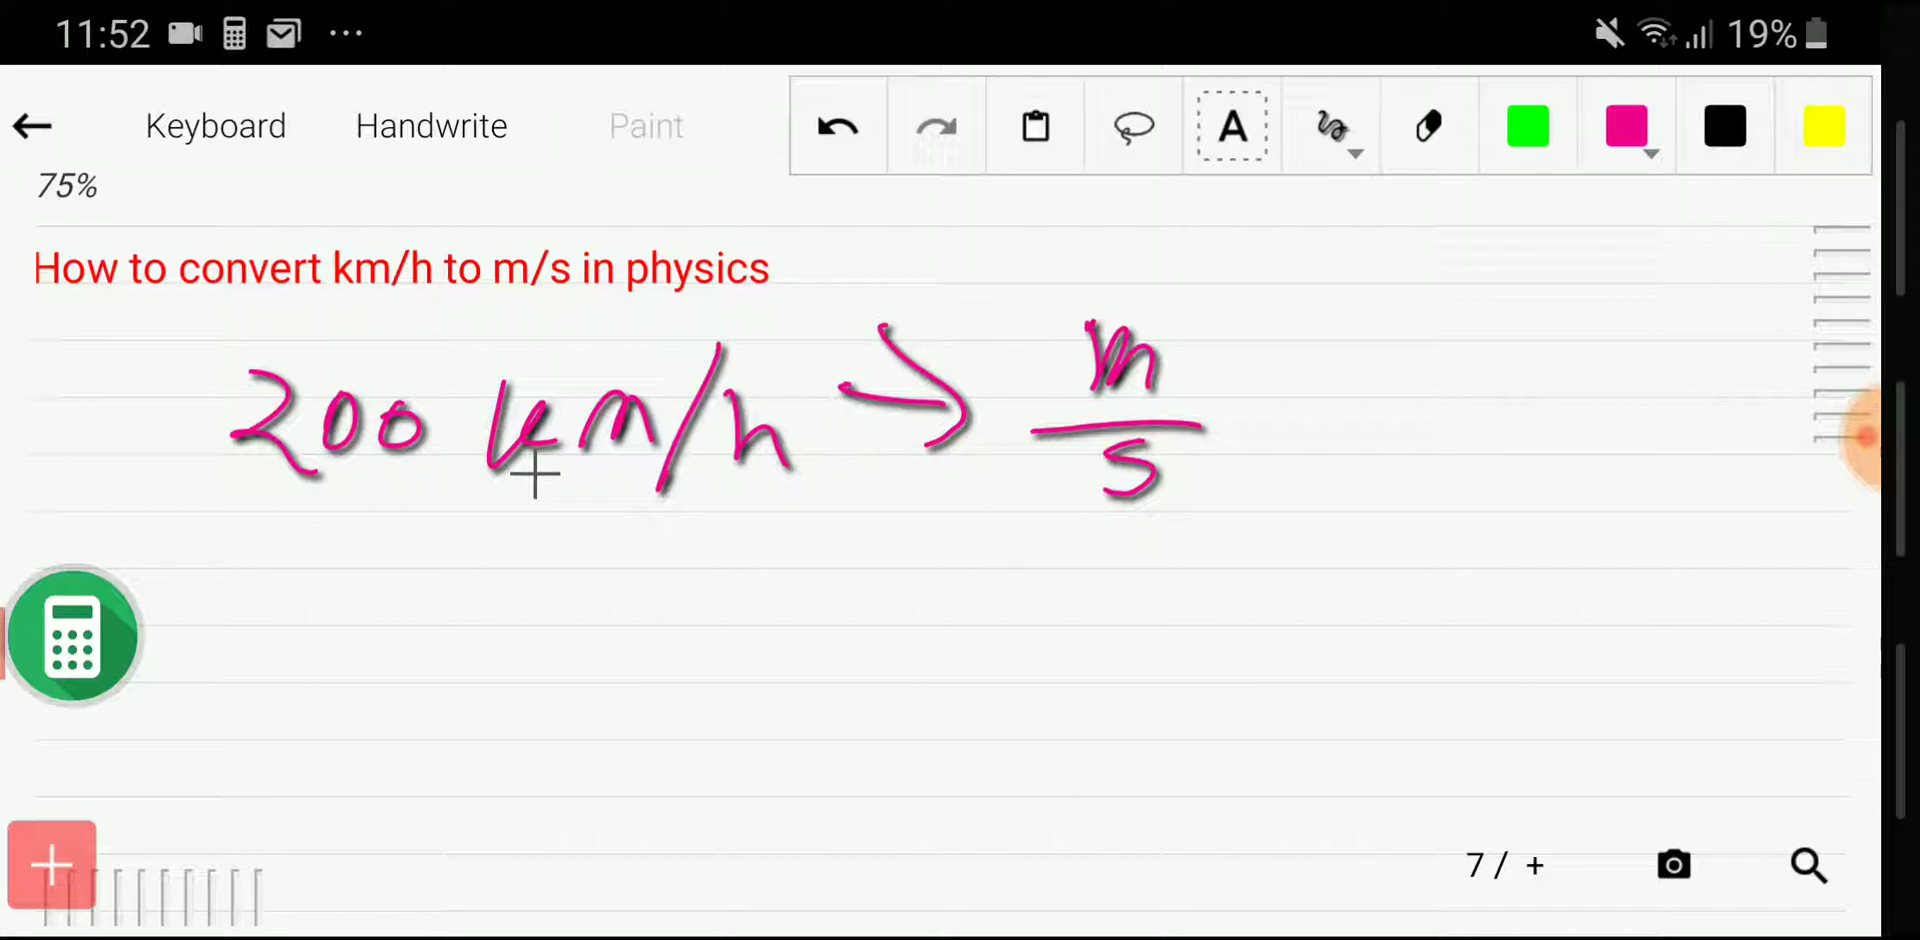 11:52 ... 19%
Keyboard Handwrite Paint A
75%
How to convert km/h to m/s in physics
200 km/h → m/s
7 / +